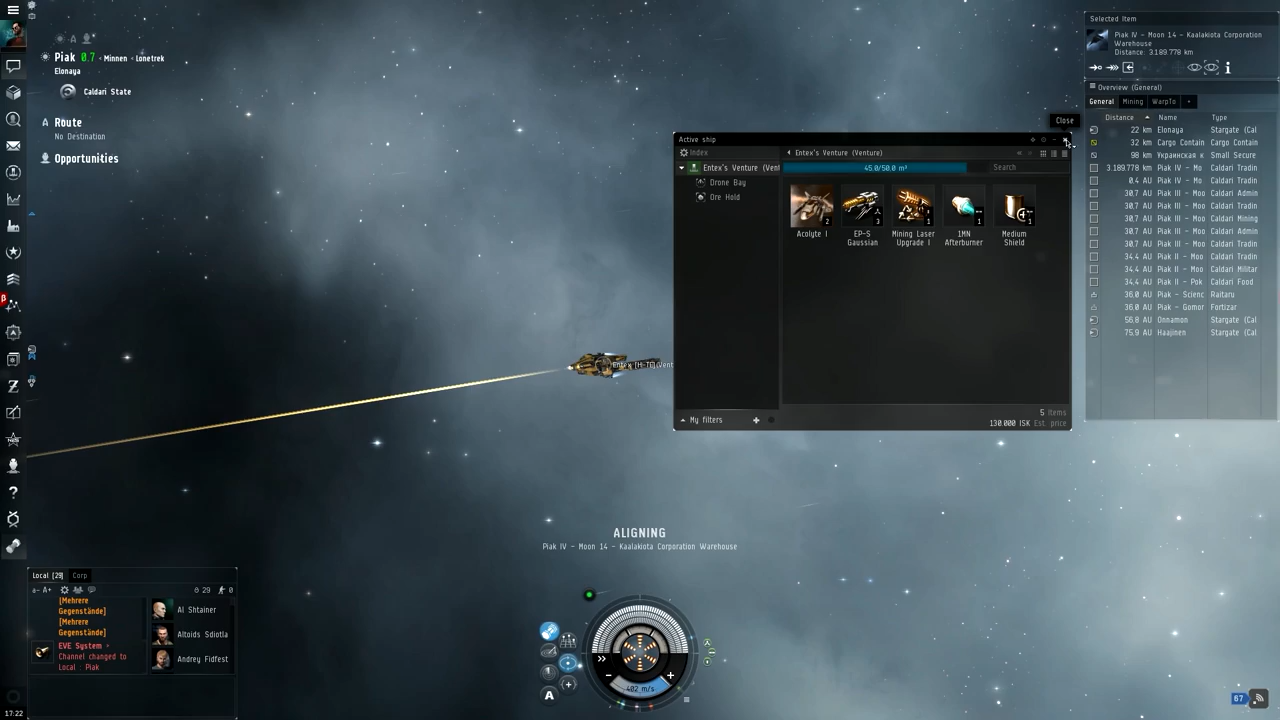 Piak 0.7 < Minnen < Lonetrek
Elonaya
Caldari State
Route
No Destination
Opportunities
Local [29]
Corp
A+
29
0
[Mehrere
Gegenstände]
[Mehrere
Gegenstände]
EVE System >
Channel changed to
Local : Piak
Al Shtainer
Altoids Sdiotla
Andrey Fidfest
17:22
Close
Active ship
Index
Entex's Venture (Vent
Drone Bay
Ore Hold
My filters
Entex's Venture (Venture)
45.0/50.0 m³
Search
2
Acolyte I
3
EP-S
Gaussian
1
Mining Laser
Upgrade I
1
1MN
Afterburner
1
Medium
Shield
5 Items
130.000 ISK Est. price
ALIGNING
Piak IV - Moon 14 - Kaalakiota Corporation Warehouse
402 m/s
A
Selected Item
Piak IV - Moon 14 - Kaalakiota Corporation
Warehouse
Distance: 3.189.778 km
Overview (General)
General Mining WarpTo +
Distance Name Type
22 km Elonaya Stargate (Cal
32 km Cargo Contain Cargo Contain
98 km Украинская к Small Secure
3.189.778 km Piak IV - Mo Caldari Tradin
0,4 AU Piak IV - Mo Caldari Tradin
30,7 AU Piak III - Moo Caldari Admin
30,7 AU Piak III - Moo Caldari Tradin
30,7 AU Piak III - Moo Caldari Mining
30,7 AU Piak III - Moo Caldari Admin
30,7 AU Piak III - Moo Caldari Tradin
34,4 AU Piak II - Moo Caldari Tradin
34,4 AU Piak II - Moo Caldari Militar
34,4 AU Piak II - Pok Caldari Food
36,0 AU Piak - Scienc Raitaru
36,0 AU Piak - Gomor Fortizar
56,8 AU Onnamon Stargate (Cal
75,9 AU Haajinen Stargate (Cal
67